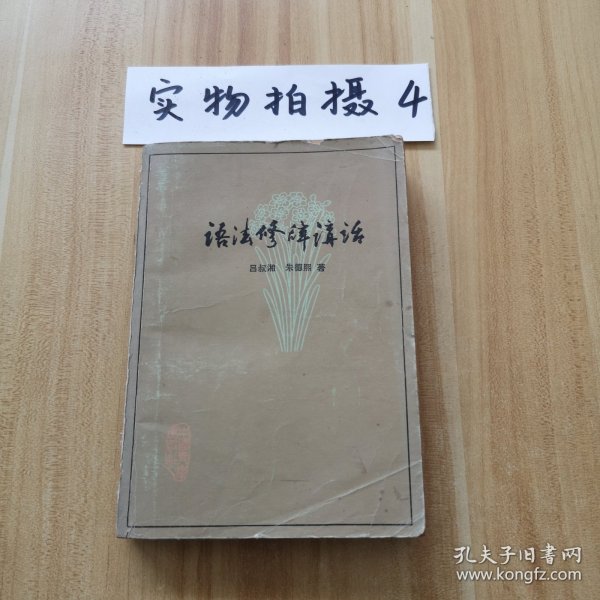 实物拍摄4
语法修辞讲话
吕叔湘 朱德熙 著
孔夫子旧书网
www.kongfz.com